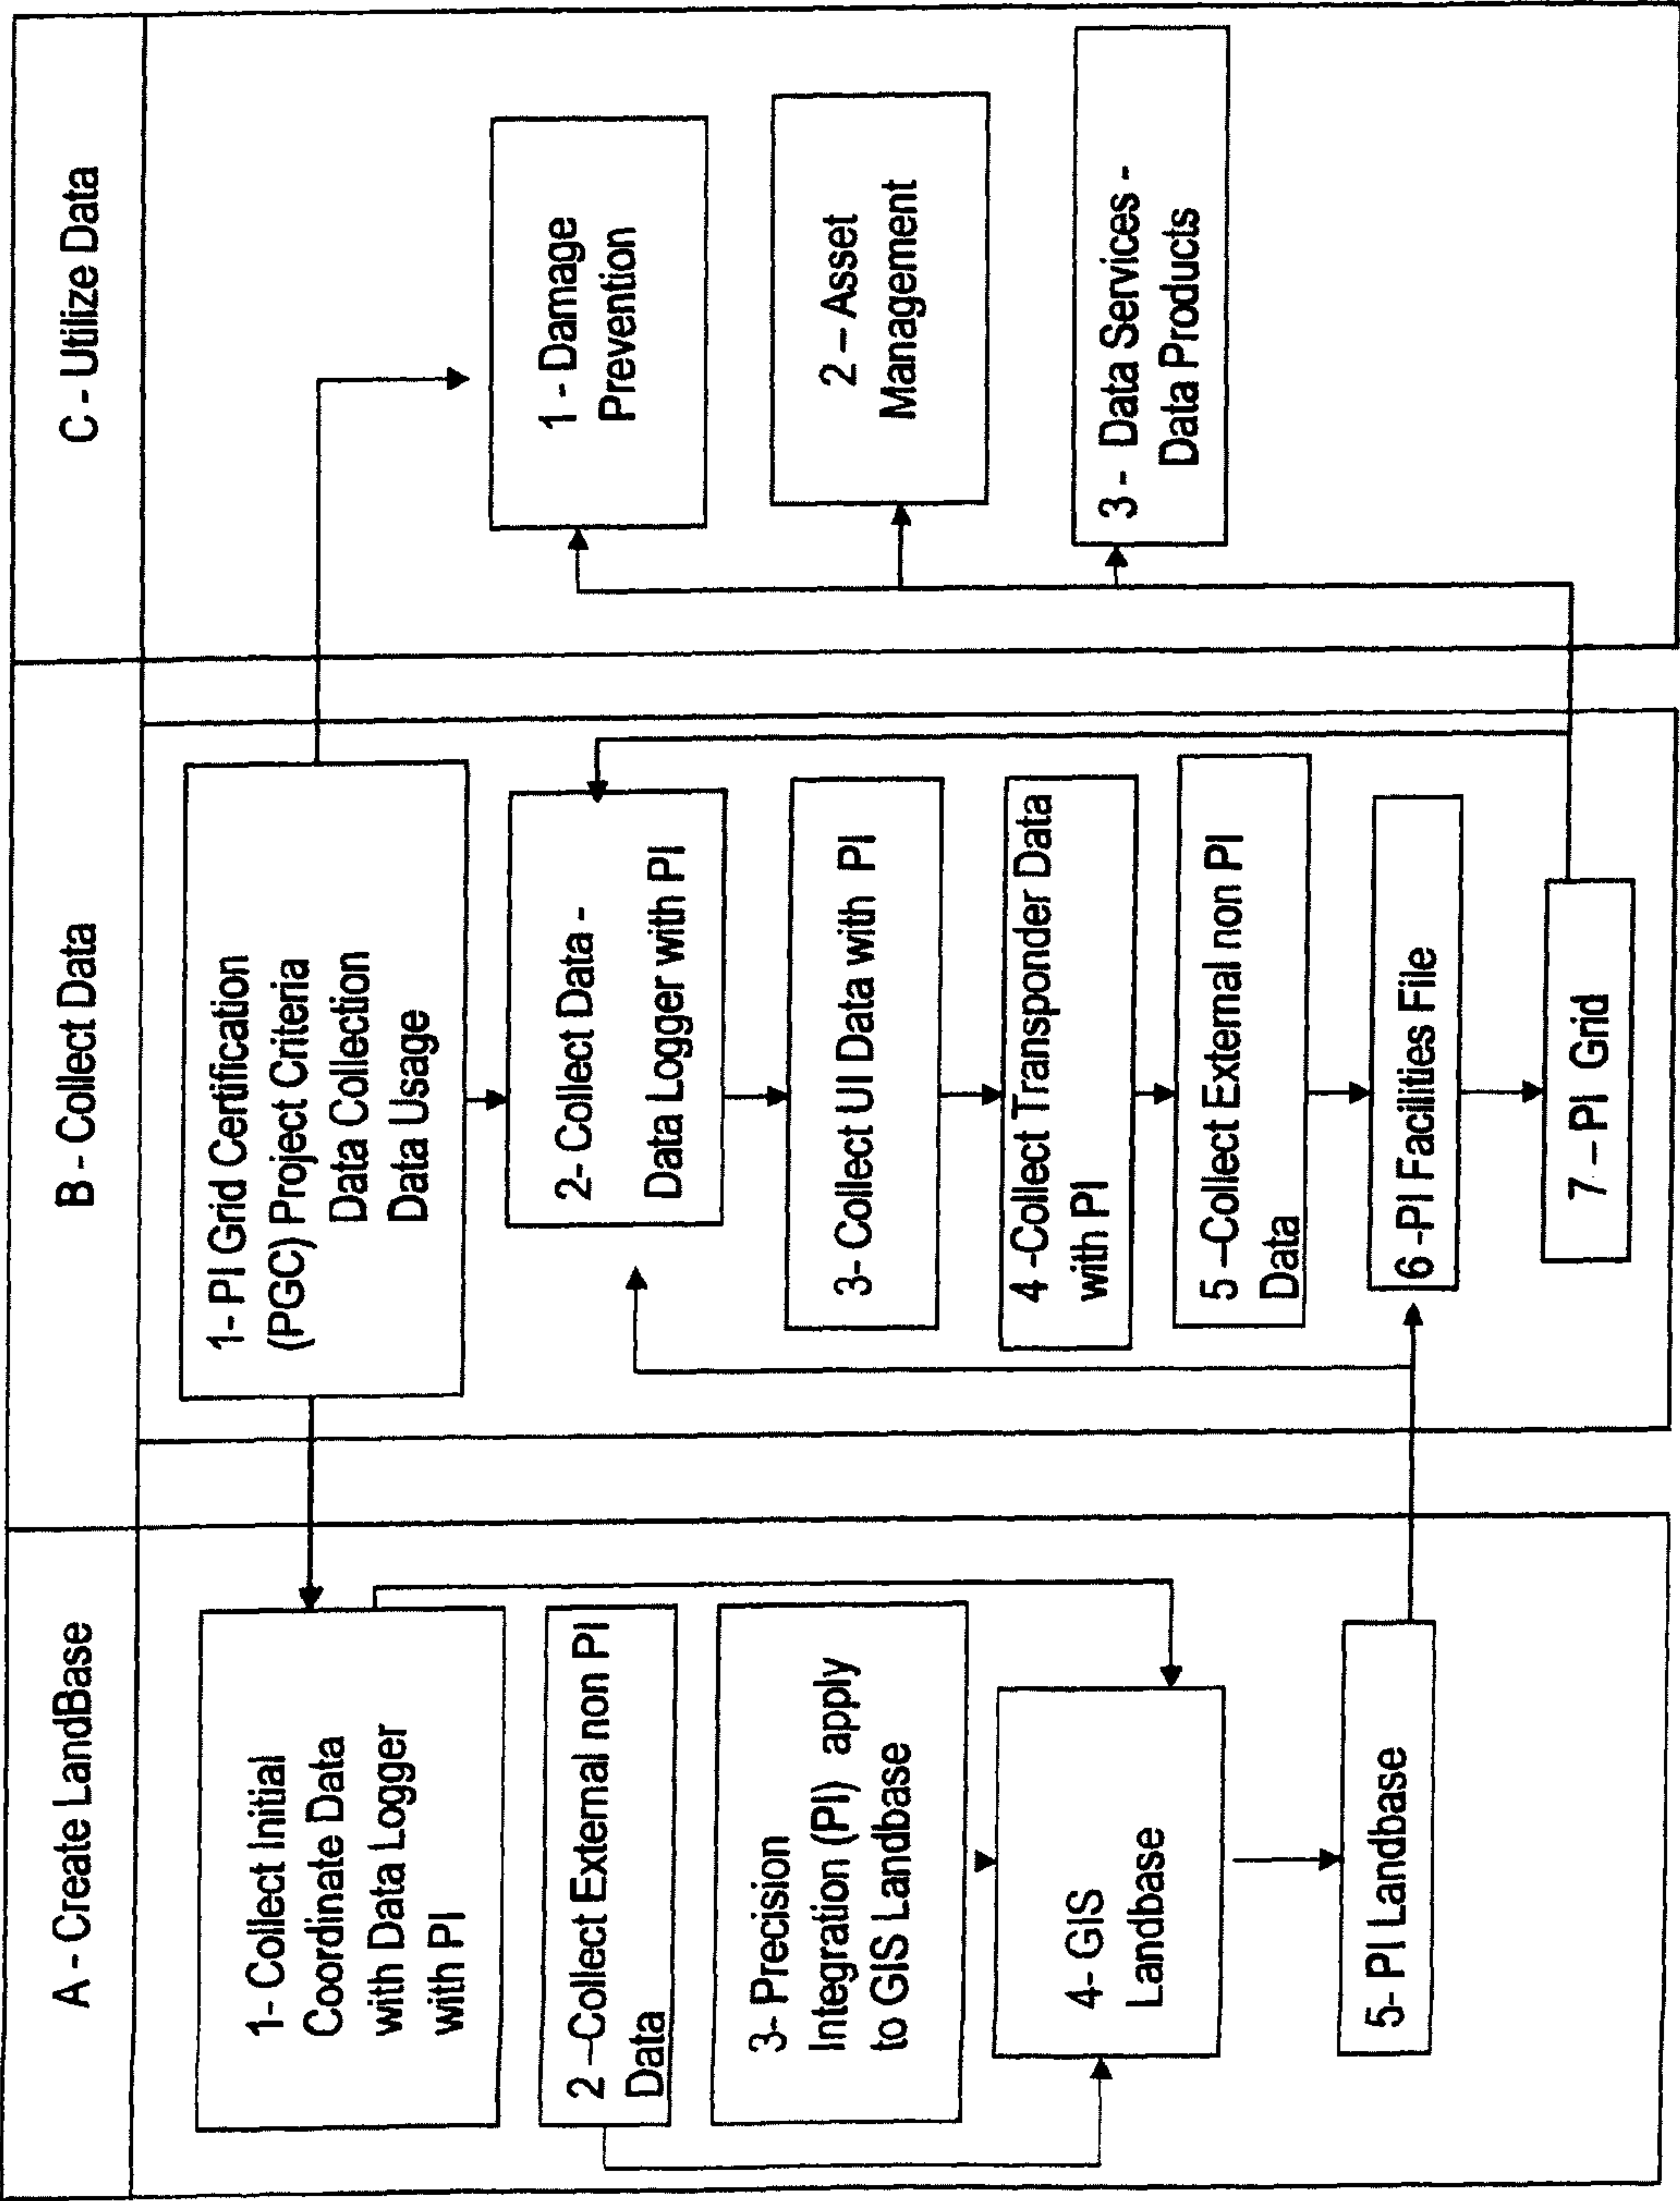 A - Create LandBase
1- Collect Initial
Coordinate Data
with Data Logger
with PI
2 –Collect External non PI
Data
3- Precision
Integration (PI) apply
to GIS Landbase
4- GIS
Landbase
5- PI Landbase
B - Collect Data
1- PI Grid Certification
(PGC) Project Criteria
Data Collection
Data Usage
2- Collect Data -
Data Logger with PI
3- Collect UI Data with PI
4 -Collect Transponder Data
with PI
5 –Collect External non PI
Data
6 -PI Facilities File
7 – PI Grid
C - Utilize Data
1 - Damage
Prevention
2 – Asset
Management
3 - Data Services -
Data Products